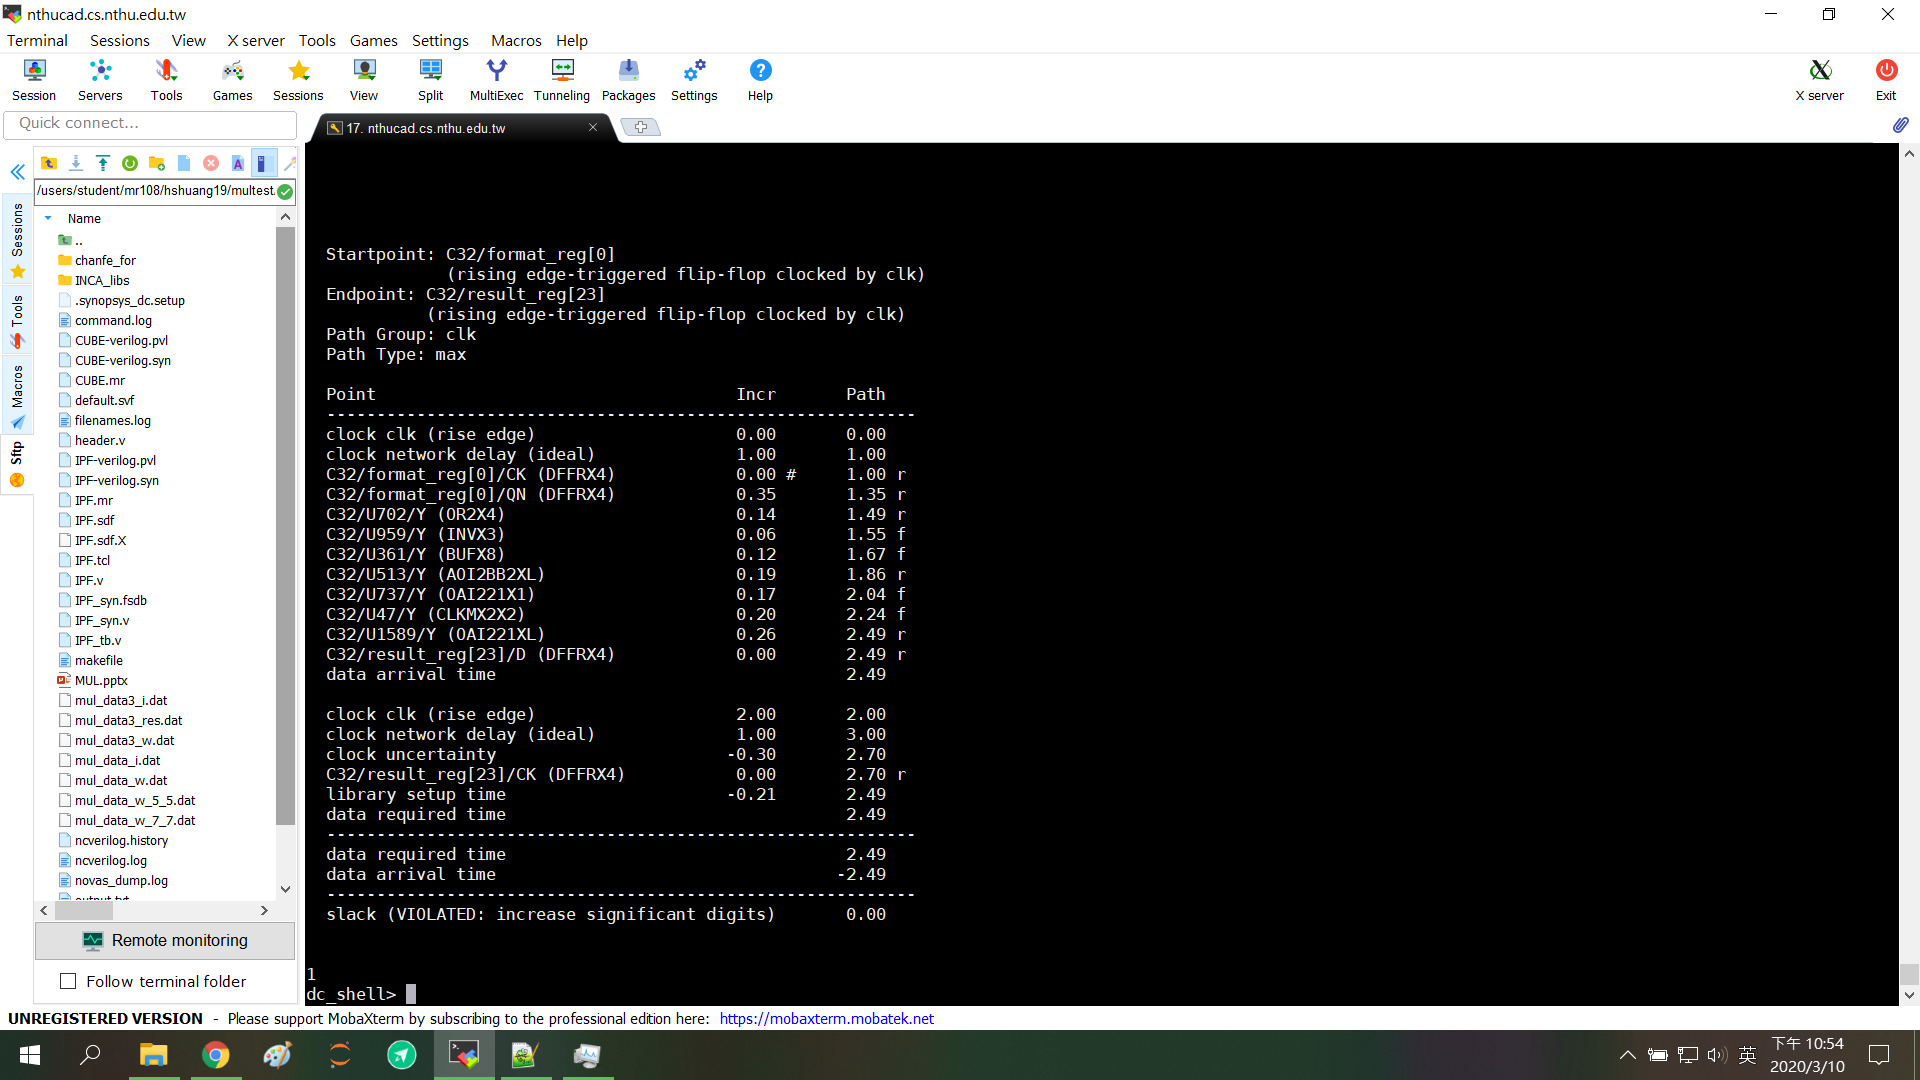 nthucad.cs.nthu.edu.tw
Terminal Sessions View X server Tools Games Settings Macros Help
Session Servers Tools Games Sessions View Split MultiExec Tunneling Packages Settings Help X server Exit
Quick connect...
17. nthucad.cs.nthu.edu.tw
/users/student/mr108/hshuang19/multest
Sessions
Tools
Macros
Sftp
Name
..
chanfe_for
INCA_libs
.synopsys_dc.setup
command.log
CUBE-verilog.pvl
CUBE-verilog.syn
CUBE.mr
default.svf
filenames.log
header.v
IPF-verilog.pvl
IPF-verilog.syn
IPF.mr
IPF.sdf
IPF.sdf.X
IPF.tcl
IPF.v
IPF_syn.fsdb
IPF_syn.v
IPF_tb.v
makefile
MUL.pptx
mul_data3_i.dat
mul_data3_res.dat
mul_data3_w.dat
mul_data_i.dat
mul_data_w.dat
mul_data_w_5_5.dat
mul_data_w_7_7.dat
ncverilog.history
ncverilog.log
novas_dump.log
output.txt
Remote monitoring
Follow terminal folder
Startpoint: C32/format_reg[0]
(rising edge-triggered flip-flop clocked by clk)
Endpoint: C32/result_reg[23]
(rising edge-triggered flip-flop clocked by clk)
Path Group: clk
Path Type: max
Point Incr Path
-----------------------------------------------------------
clock clk (rise edge) 0.00 0.00
clock network delay (ideal) 1.00 1.00
C32/format_reg[0]/CK (DFFRX4) 0.00 # 1.00 r
C32/format_reg[0]/QN (DFFRX4) 0.35 1.35 r
C32/U702/Y (OR2X4) 0.14 1.49 r
C32/U959/Y (INVX3) 0.06 1.55 f
C32/U361/Y (BUFX8) 0.12 1.67 f
C32/U513/Y (AOI2BB2XL) 0.19 1.86 r
C32/U737/Y (OAI221X1) 0.17 2.04 f
C32/U47/Y (CLKMX2X2) 0.20 2.24 f
C32/U1589/Y (OAI221XL) 0.26 2.49 r
C32/result_reg[23]/D (DFFRX4) 0.00 2.49 r
data arrival time 2.49
clock clk (rise edge) 2.00 2.00
clock network delay (ideal) 1.00 3.00
clock uncertainty -0.30 2.70
C32/result_reg[23]/CK (DFFRX4) 0.00 2.70 r
library setup time -0.21 2.49
data required time 2.49
-----------------------------------------------------------
data required time 2.49
data arrival time -2.49
-----------------------------------------------------------
slack (VIOLATED: increase significant digits) 0.00
1
dc_shell>
UNREGISTERED VERSION - Please support MobaXterm by subscribing to the professional edition here: https://mobaxterm.mobatek.net
英
下午 10:54
2020/3/10